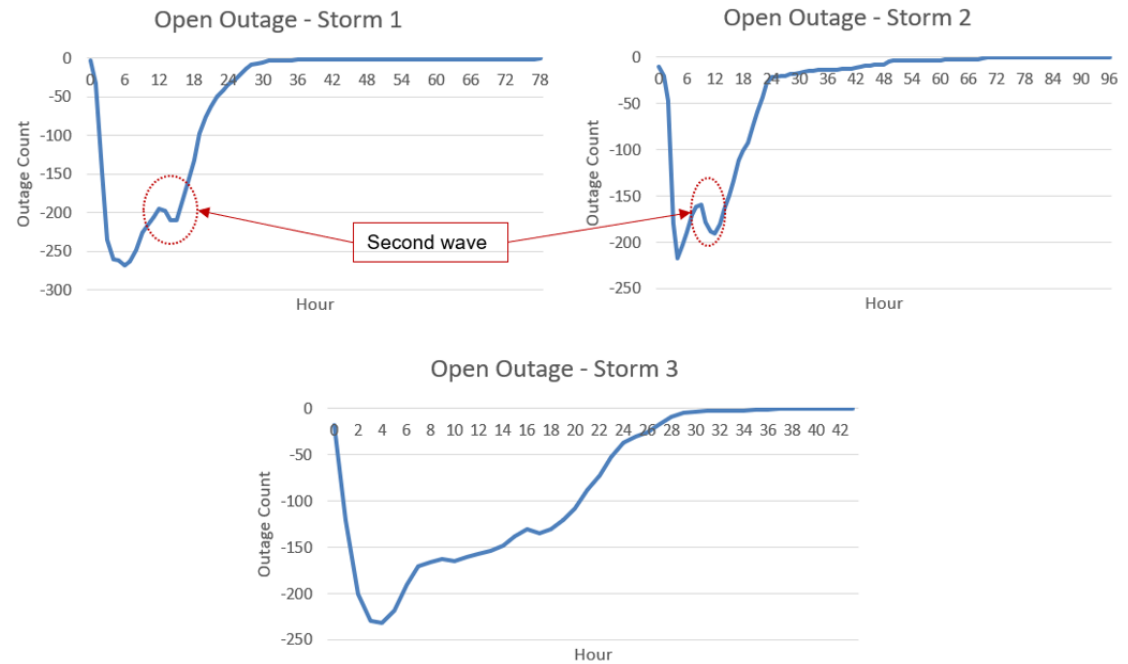 Open Outage - Storm 1
0
0 6 12 18 24 30 36 42 48 54 60 66 72 78
-50
-100
-150
-200
-250
-300
Outage Count
Hour
Open Outage - Storm 2
0
0 6 12 18 24 30 36 42 48 54 60 66 72 78 84 90 96
-50
-100
-150
-200
-250
Outage Count
Hour
Second wave
Open Outage - Storm 3
0
0 2 4 6 8 10 12 14 16 18 20 22 24 26 28 30 32 34 36 38 40 42
-50
-100
-150
-200
-250
Outage Count
Hour